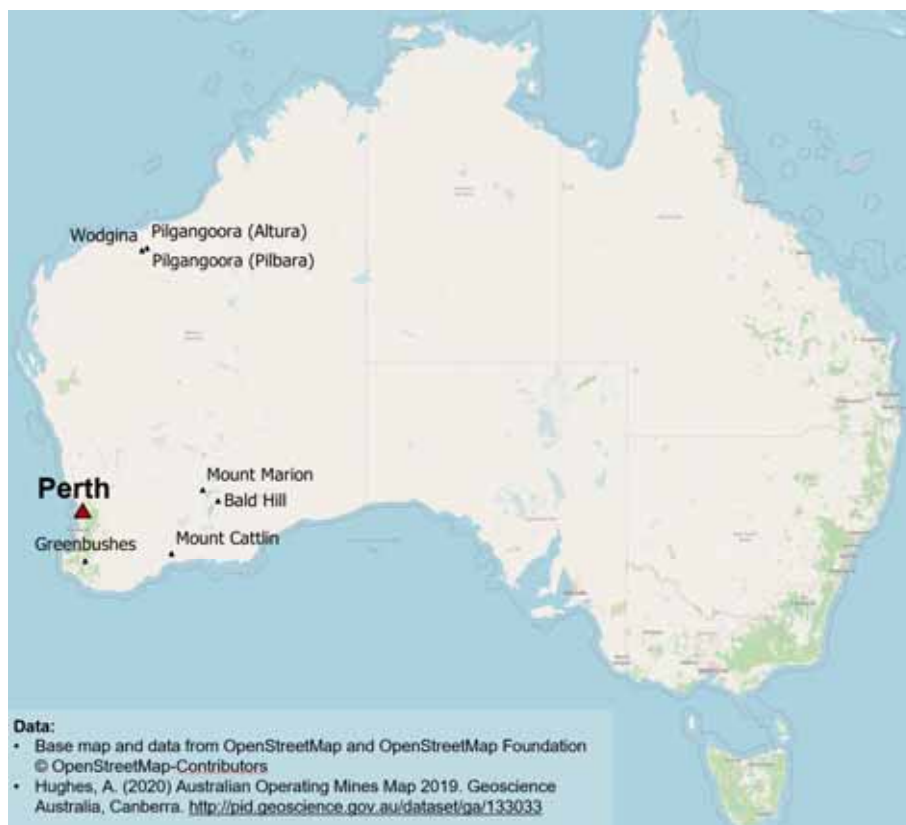 Wodgina
Pilgangoora (Altura)
Pilgangoora (Pilbara)
Mount Marion
Perth
Bald Hill
Greenbushes
Mount Cattlin
Data:
• Base map and data from OpenStreetMap and OpenStreetMap Foundation
© OpenStreetMap-Contributors
• Hughes, A. (2020) Australian Operating Mines Map 2019. Geoscience
Australia, Canberra. http://pid.geoscience.gov.au/dataset/ga/133033